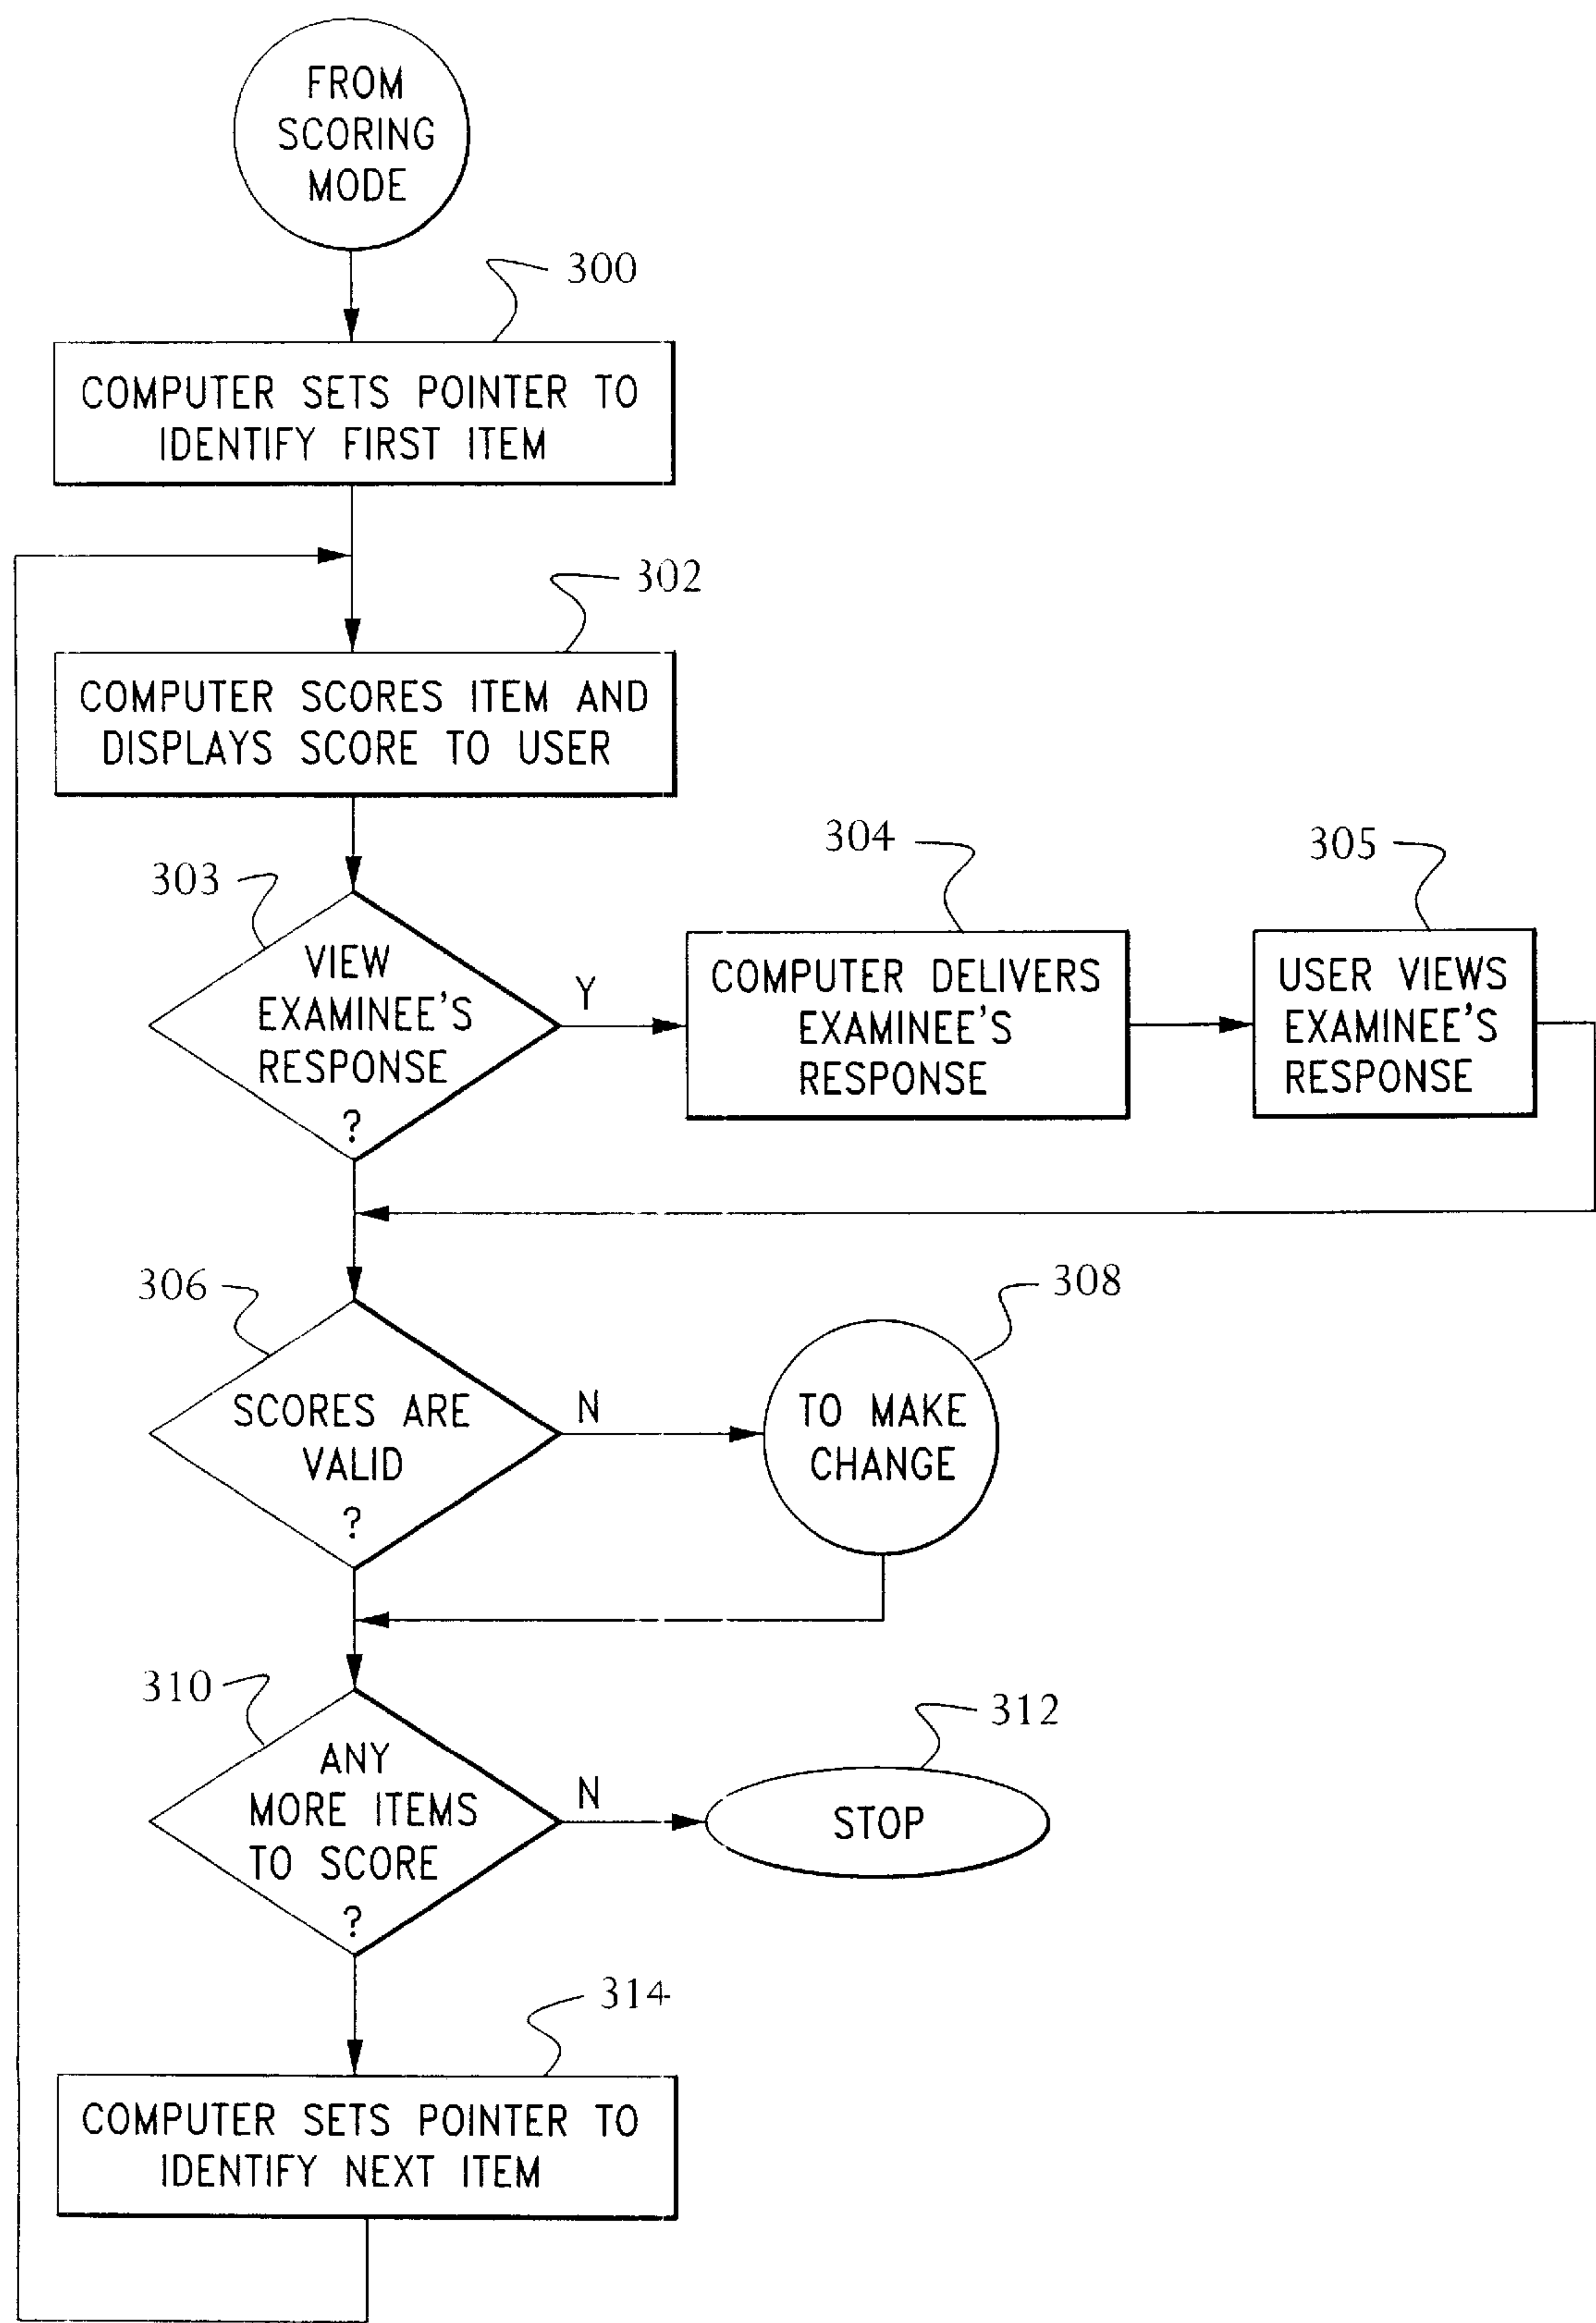 FROM
SCORING
MODE
300
COMPUTER SETS POINTER TO
IDENTIFY FIRST ITEM
302
COMPUTER SCORES ITEM AND
DISPLAYS SCORE TO USER
303
VIEW
EXAMINEE'S
RESPONSE
?
Y
304
COMPUTER DELIVERS
EXAMINEE'S
RESPONSE
305
USER VIEWS
EXAMINEE'S
RESPONSE
306
SCORES ARE
VALID
?
N
308
TO MAKE
CHANGE
310
ANY
MORE ITEMS
TO SCORE
?
N
312
STOP
314
COMPUTER SETS POINTER TO
IDENTIFY NEXT ITEM